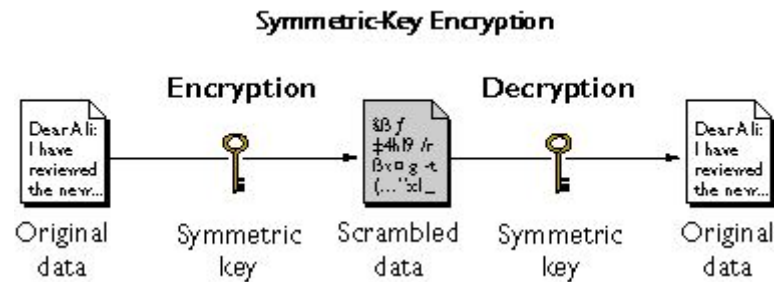 Symmetric-Key Encryption
Encryption
Decryption
Dear Ali:
I have
reviewed
the new...
Original
data
Symmetric
key
Scrambled
data
Symmetric
key
Dear Ali:
I have
reviewed
the new...
Original
data